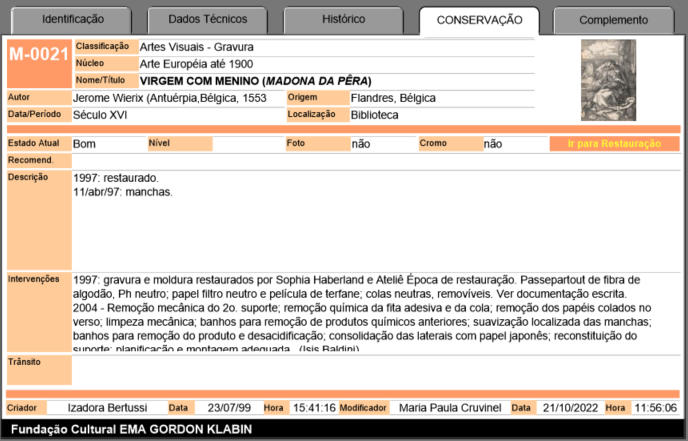 Identificação Dados Técnicos Histórico CONSERVAÇÃO Complemento
M-0021
Classificação Artes Visuais - Gravura
Núcleo Arte Européia até 1900
Nome/Título VIRGEM COM MENINO (MADONA DA PÊRA)
Autor Jerome Wierix (Antuérpia,Bélgica, 1553 Origem Flandres, Bélgica
Data/Período Século XVI Localização Biblioteca
Estado Atual Bom Nível Foto não Cromo não Ir para Restauração
Recomend.
Descrição 1997: restaurado.
11/abr/97: manchas.
Intervenções 1997: gravura e moldura restaurados por Sophia Haberland e Ateliê Época de restauração. Passepartout de fibra de
algodão, Ph neutro; papel filtro neutro e película de terfane; colas neutras, removíveis. Ver documentação escrita.
2004 - Remoção mecânica do 2o. suporte; remoção química da fita adesiva e da cola; remoção dos papéis colados no
verso; limpeza mecânica; banhos para remoção de produtos químicos anteriores; suavização localizada das manchas;
banhos para remoção do produto e desacidificação; consolidação das laterais com papel japonês; reconstituição do
suporte; planificação e montagem adequada. (Isis Baldini)
Trânsito
Criador Izadora Bertussi Data 23/07/99 Hora 15:41:16 Modificador Maria Paula Cruvinel Data 21/10/2022 Hora 11:56:06
Fundação Cultural EMA GORDON KLABIN